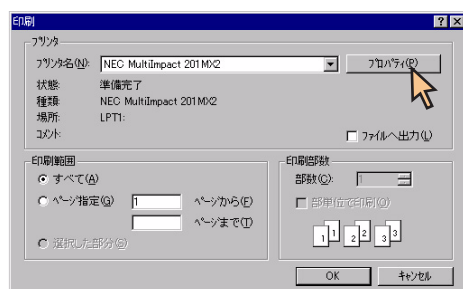 印刷
プリンタ
プリンタ名(N): NEC MultiImpact 201MX2 プロパティ(P)
状態: 準備完了
種類: NEC MultiImpact 201MX2
場所: LPT1:
コメント: ファイルへ出力(L)
印刷範囲
すべて(A)
ページ指定(G) 1 ページから(F)
ページまで(T)
選択した部分(S)
印刷部数
部数(C): 1
部単位で印刷(O)
1 1 2 2 3 3
OK キャンセル